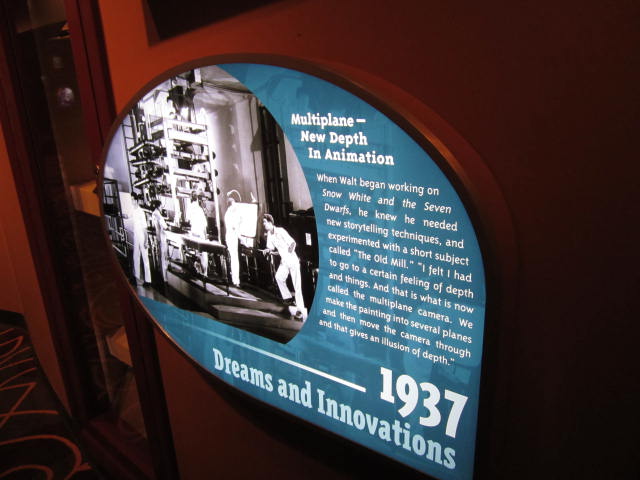 Multiplane—
New Depth
In Animation
When Walt began working on
Snow White and the Seven
Dwarfs, he knew he needed
new storytelling techniques, and
experimented with a short subject
called "The Old Mill." "I felt I had
to go to a certain feeling of depth
and things. And that is what is now
called the multiplane camera. We
make the painting into several planes
and then move the camera through
and that gives an illusion of depth."
1937
Dreams and Innovations